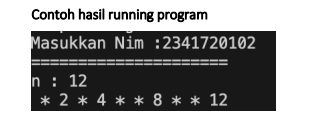 Contoh hasil running program
Masukkan Nim :2341720102
=====================
n : 12
* 2 * 4 * * 8 * * 12